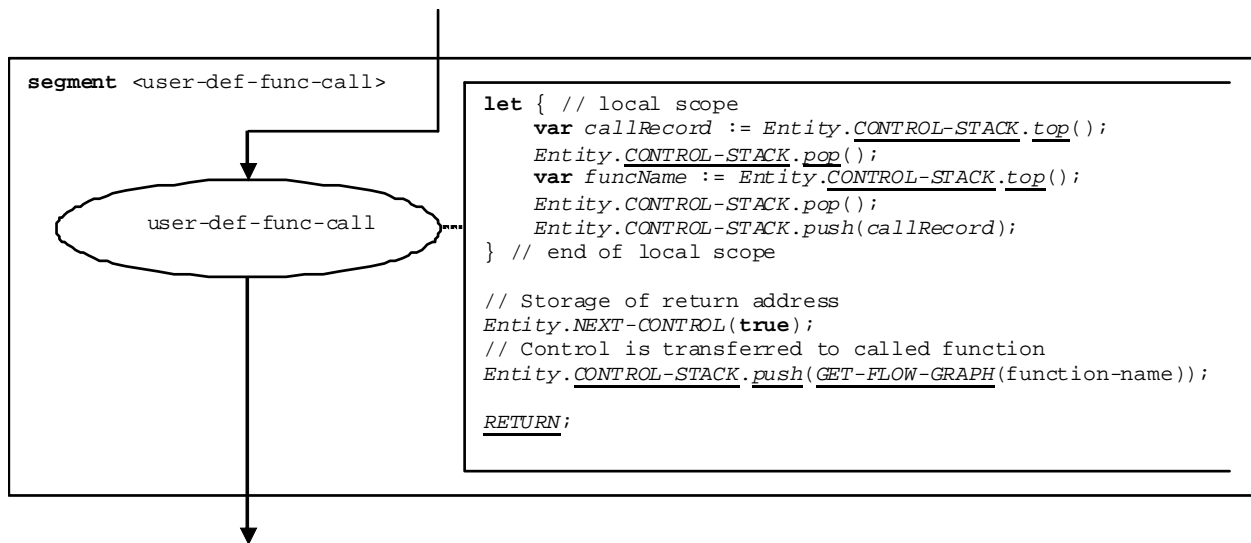 segment <user-def-func-call>
user-def-func-call
let { // local scope
var callRecord := Entity.CONTROL-STACK.top();
Entity.CONTROL-STACK.pop();
var funcName := Entity.CONTROL-STACK.top();
Entity.CONTROL-STACK.pop();
Entity.CONTROL-STACK.push(callRecord);
} // end of local scope
// Storage of return address
Entity.NEXT-CONTROL(true);
// Control is transferred to called function
Entity.CONTROL-STACK.push(GET-FLOW-GRAPH(function-name));
RETURN;